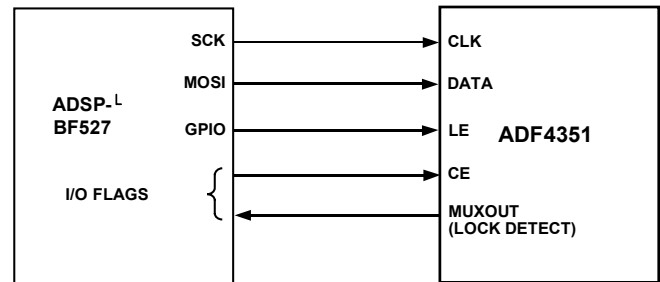 SCK
MOSI
ADSP-
BF527
GPIO
I/O FLAGS
CLK
DATA
LE
ADF4351
CE
MUXOUT
(LOCK DETECT)